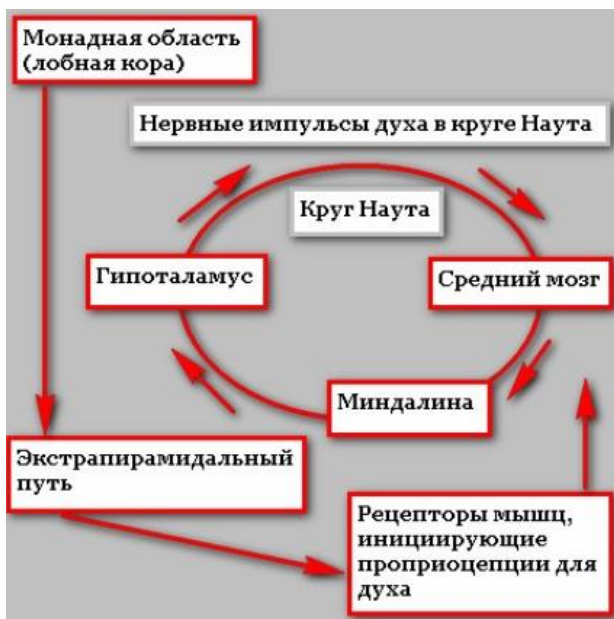 Монадная область
(лобная кора)
Нервные импульсы духа в круге Наута
Круг Наута
Гипоталамус
Средний мозг
Миндалина
Экстрапирамидальный
путь
Рецепторы мышц,
инициирующие
проприоцепции для
духа